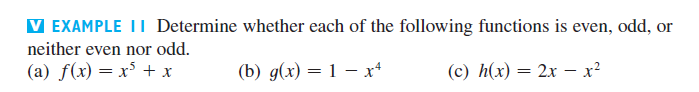 V EXAMPLE 11 Determine whether each of the following functions is even, odd, or
neither even nor odd.
(a) f(x) = x⁵ + x (b) g(x) = 1 − x⁴ (c) h(x) = 2x − x²